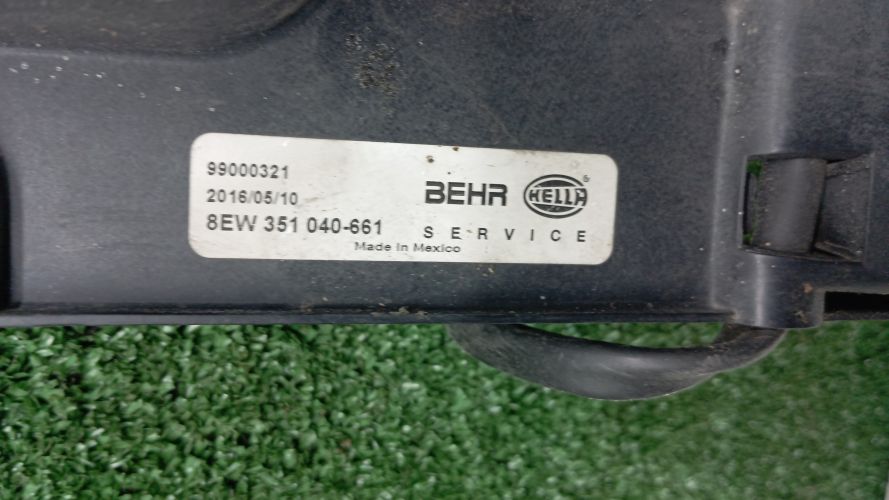 99000321
2016/05/10
8EW 351 040-661
Made in Mexico
BEHR HELLA ®
SERVICE